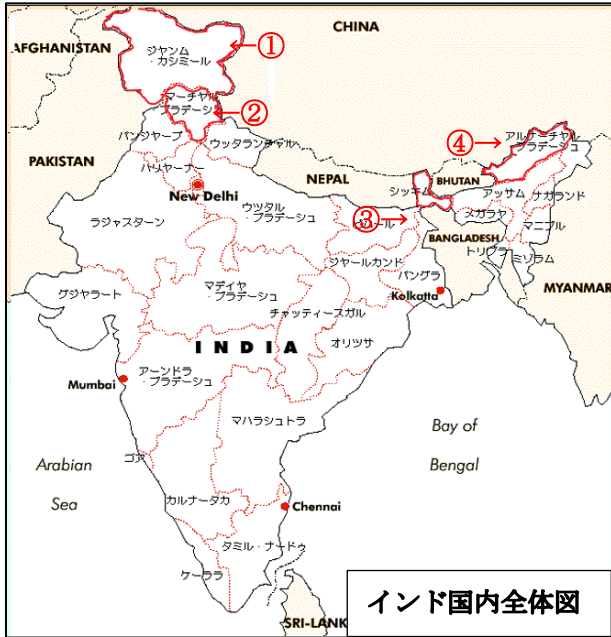 CHINA
AFGHANISTAN
①
ジャンム
・カシミール
マーチャル
プラデーシュ
②
パンジャーブ
ウッタランチャル
④
アルナーチャル
プラデーシュ
PAKISTAN
ハリヤーナー
New Delhi
NEPAL
シッキム
BHUTAN
アッサム
ナガランド
ラジャスターン
ウッタル
・プラデーシュ
③
メガラヤ
マニプル
BANGLADESH
トリプラ
ミゾラム
ジャールカンド
バングラ
グジャラート
マディヤ
・プラデーシュ
Kolkatta
MYANMAR
チャッティースガル
オリツサ
INDIA
Mumbai
アーンドラ
・プラデーシュ
マハラシュトラ
Bay of
Bengal
Arabian
Sea
ゴア
カルナータカ
Chennai
タミル・ナードゥ
ケーララ
インド国内全体図
SRI-LANK